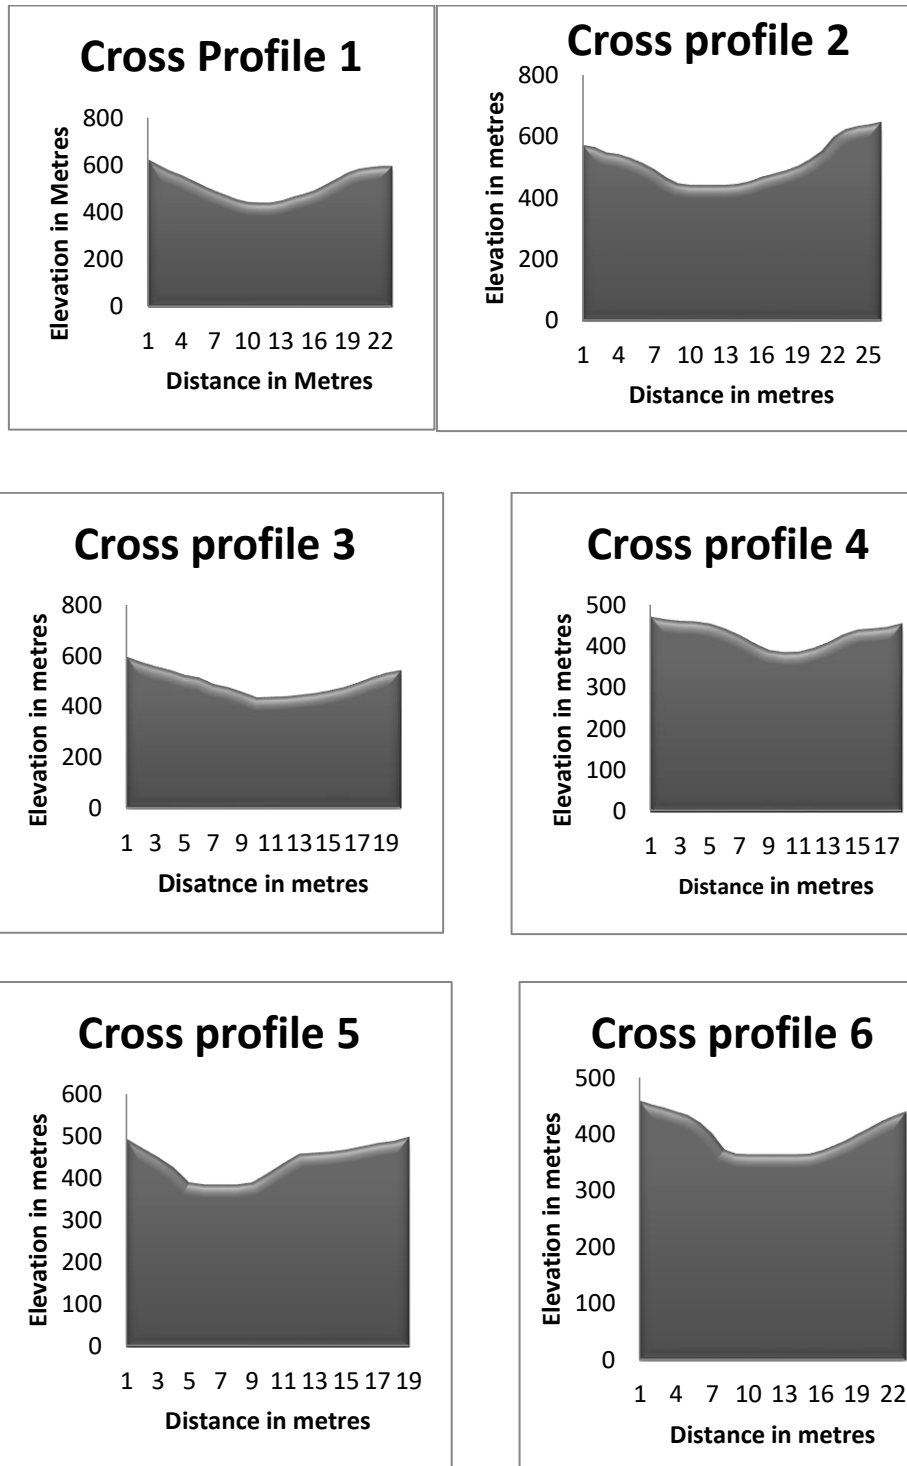 Cross Profile 1
Elevation in Metres
800
600
400
200
0
1 4 7 10 13 16 19 22
Distance in Metres
Cross profile 2
Elevation in metres
800
600
400
200
0
1 4 7 10 13 16 19 22 25
Distance in metres
Cross profile 3
Elevation in metres
800
600
400
200
0
1 3 5 7 9 11 13 15 17 19
Disatnce in metres
Cross profile 4
Elevation in metres
500
400
300
200
100
0
1 3 5 7 9 11 13 15 17
Distance in metres
Cross profile 5
Elevation in metres
600
500
400
300
200
100
0
1 3 5 7 9 11 13 15 17 19
Distance in metres
Cross profile 6
Elevation in metres
500
400
300
200
100
0
1 4 7 10 13 16 19 22
Distance in metres